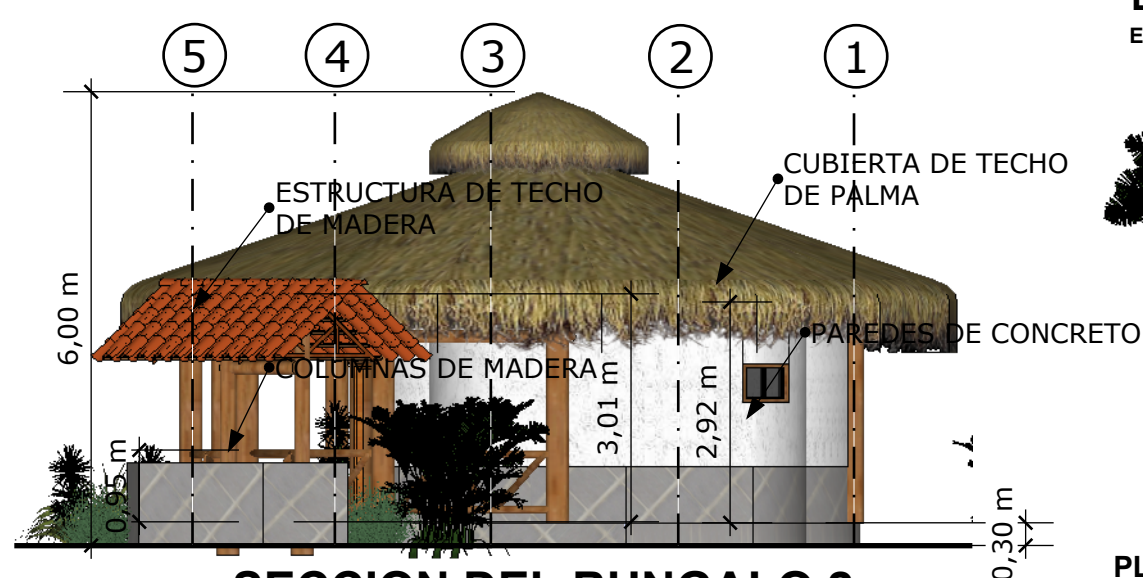 5 4 3 2 1
ESTRUCTURA DE TECHO
DE MADERA
CUBIERTA DE TECHO
DE PALMA
6,00 m
PAREDES DE CONCRETO
COLUMNAS DE MADERA
3,01 m
2,92 m
0,95 m
0,30 m